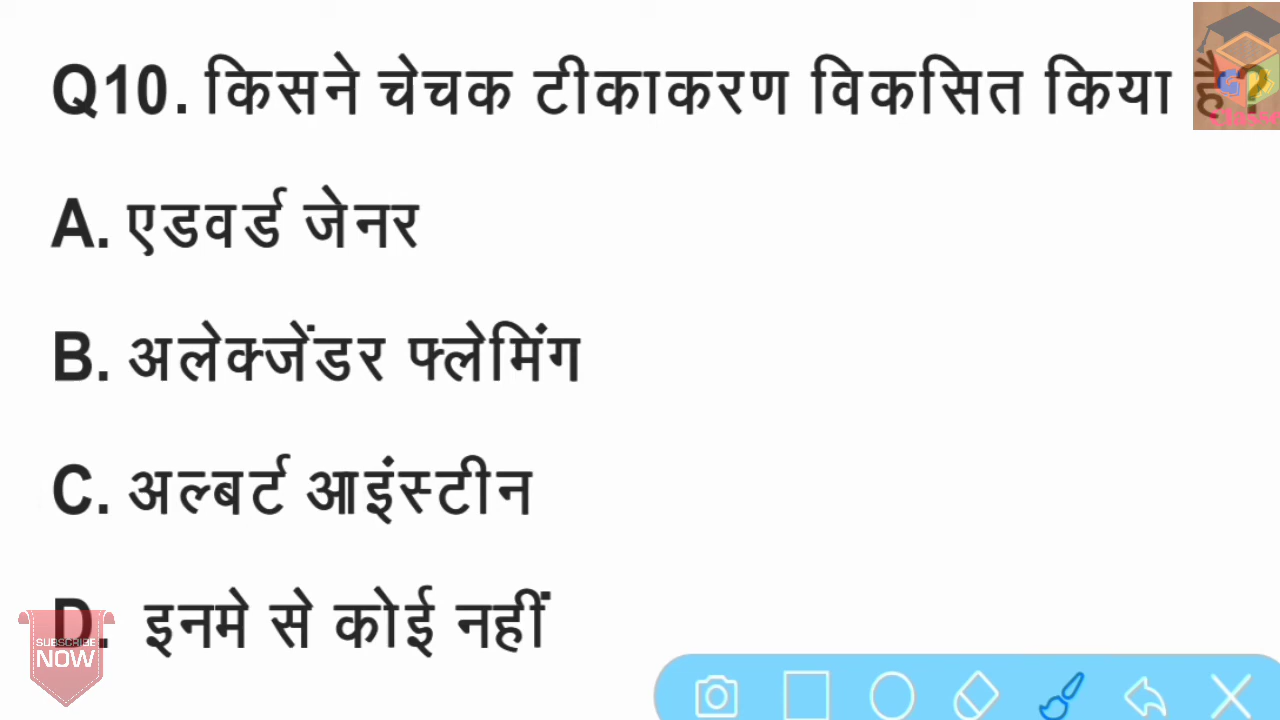 Q10. किसने चेचक टीकाकरण विकसित किया है?
A. एडवर्ड जेनर
B. अलेक्जेंडर फ्लेमिंग
C. अल्बर्ट आइंस्टीन
D. इनमे से कोई नहीं
SUBSCRIBE
NOW